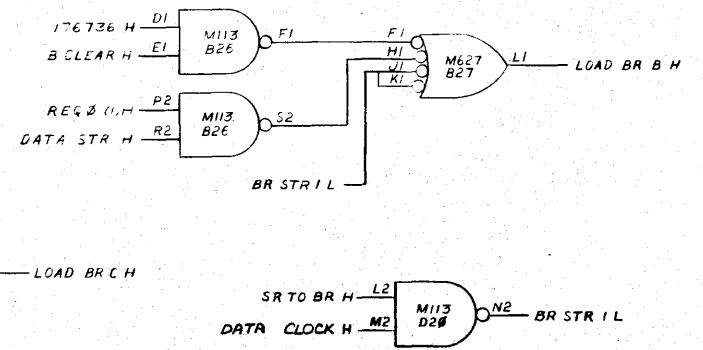 176736 H D1 M113 B26 F1 F1 M627 B27 L1 LOAD BR B H
B CLEAR H E1 H1
J1
K1
REG Ø (1) H P2 M113 B26 S2
DATA STR H R2
BR STR 1 L
LOAD BR C H
SR TO BR H L2 M113 D2Ø N2 BR STR 1 L
DATA CLOCK H M2